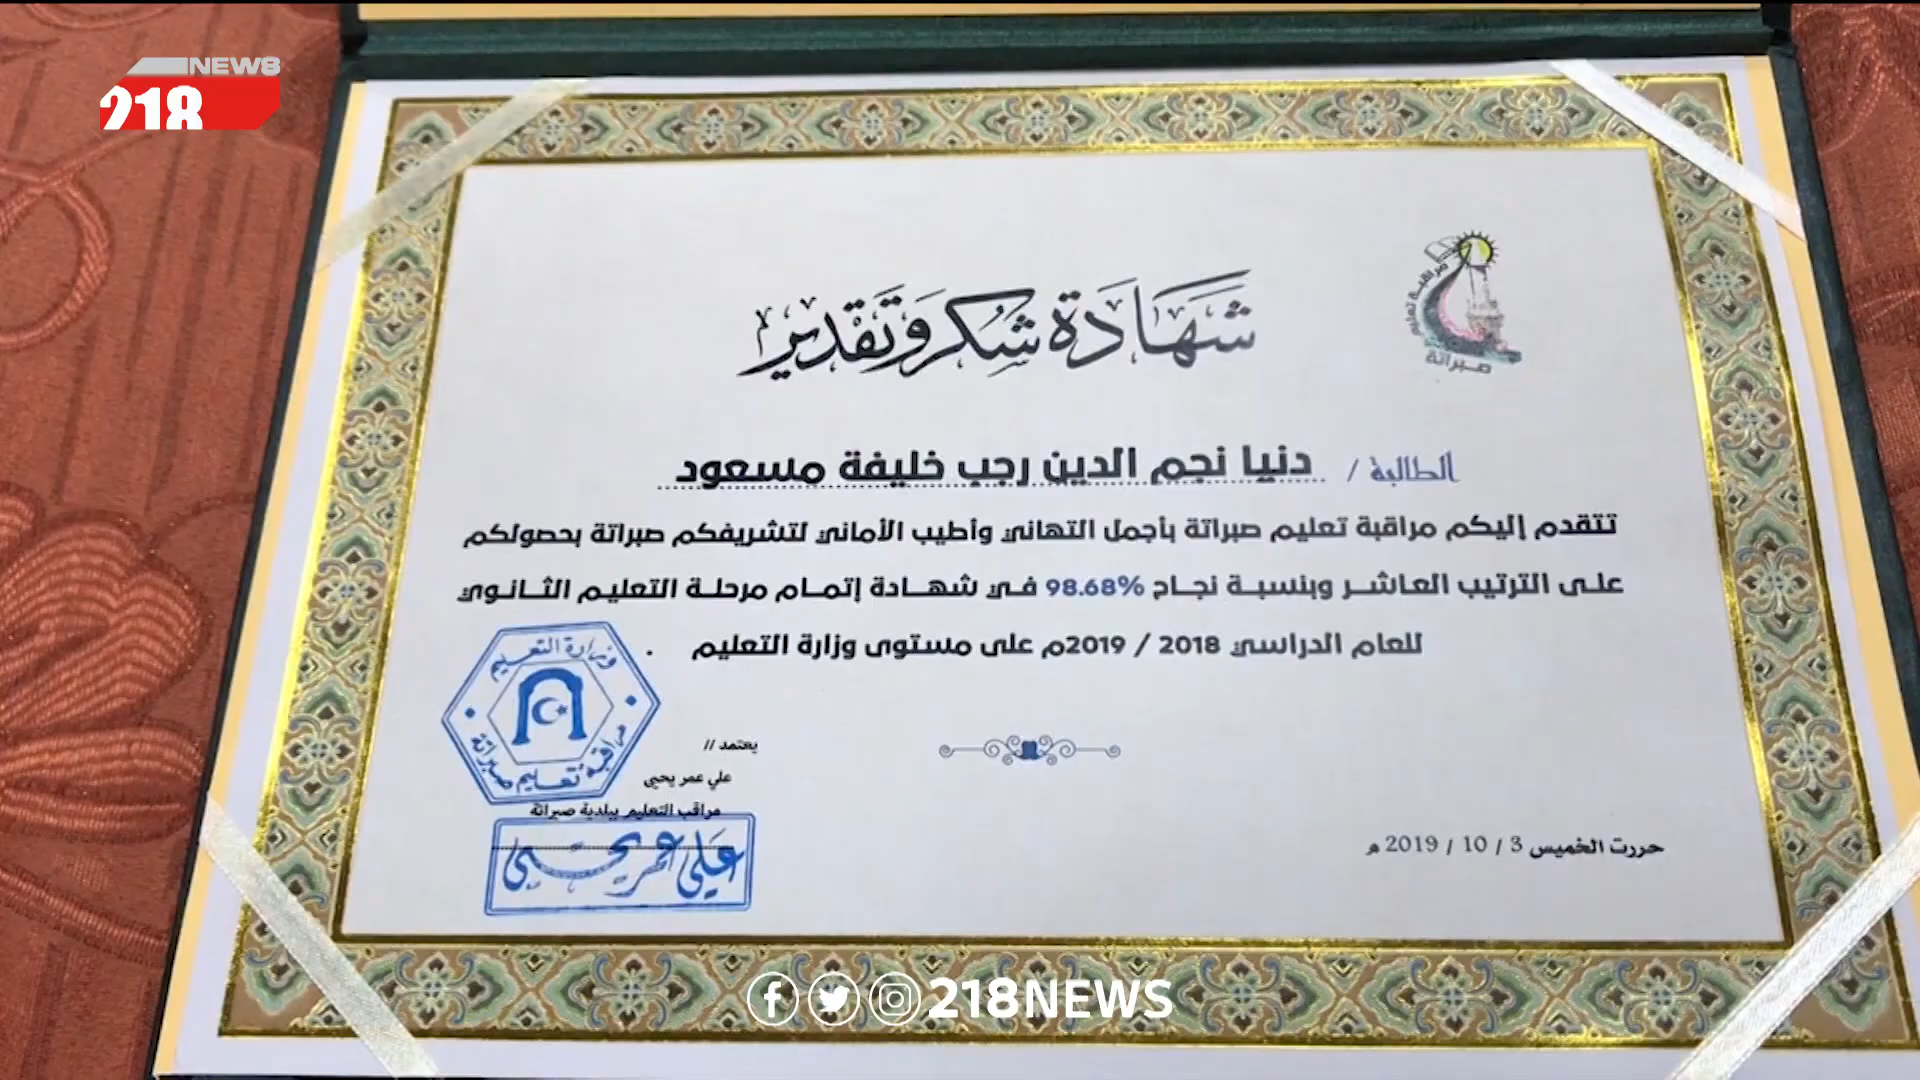 NEWS
218
مراقبة تعليم
صبراتة
شهادة شكر وتقدير
الطالبة / دنيا نجم الدين رجب خليفة مسعود
تتقدم إليكم مراقبة تعليم صبراتة بأجمل التهاني وأطيب الأماني لتشريفكم صبراتة بحصولكم
على الترتيب العاشر وبنسبة نجاح 98.68% في شهادة إتمام مرحلة التعليم الثانوي
للعام الدراسي 2018 / 2019م على مستوى وزارة التعليم .
وزارة التعليم
مراقبة تعليم صبراتة
يعتمد //
علي عمر يحيى
مراقب التعليم ببلدية صبراتة
علي عمر يحيى
حررت الخميس 3 / 10 / 2019 م
218NEWS